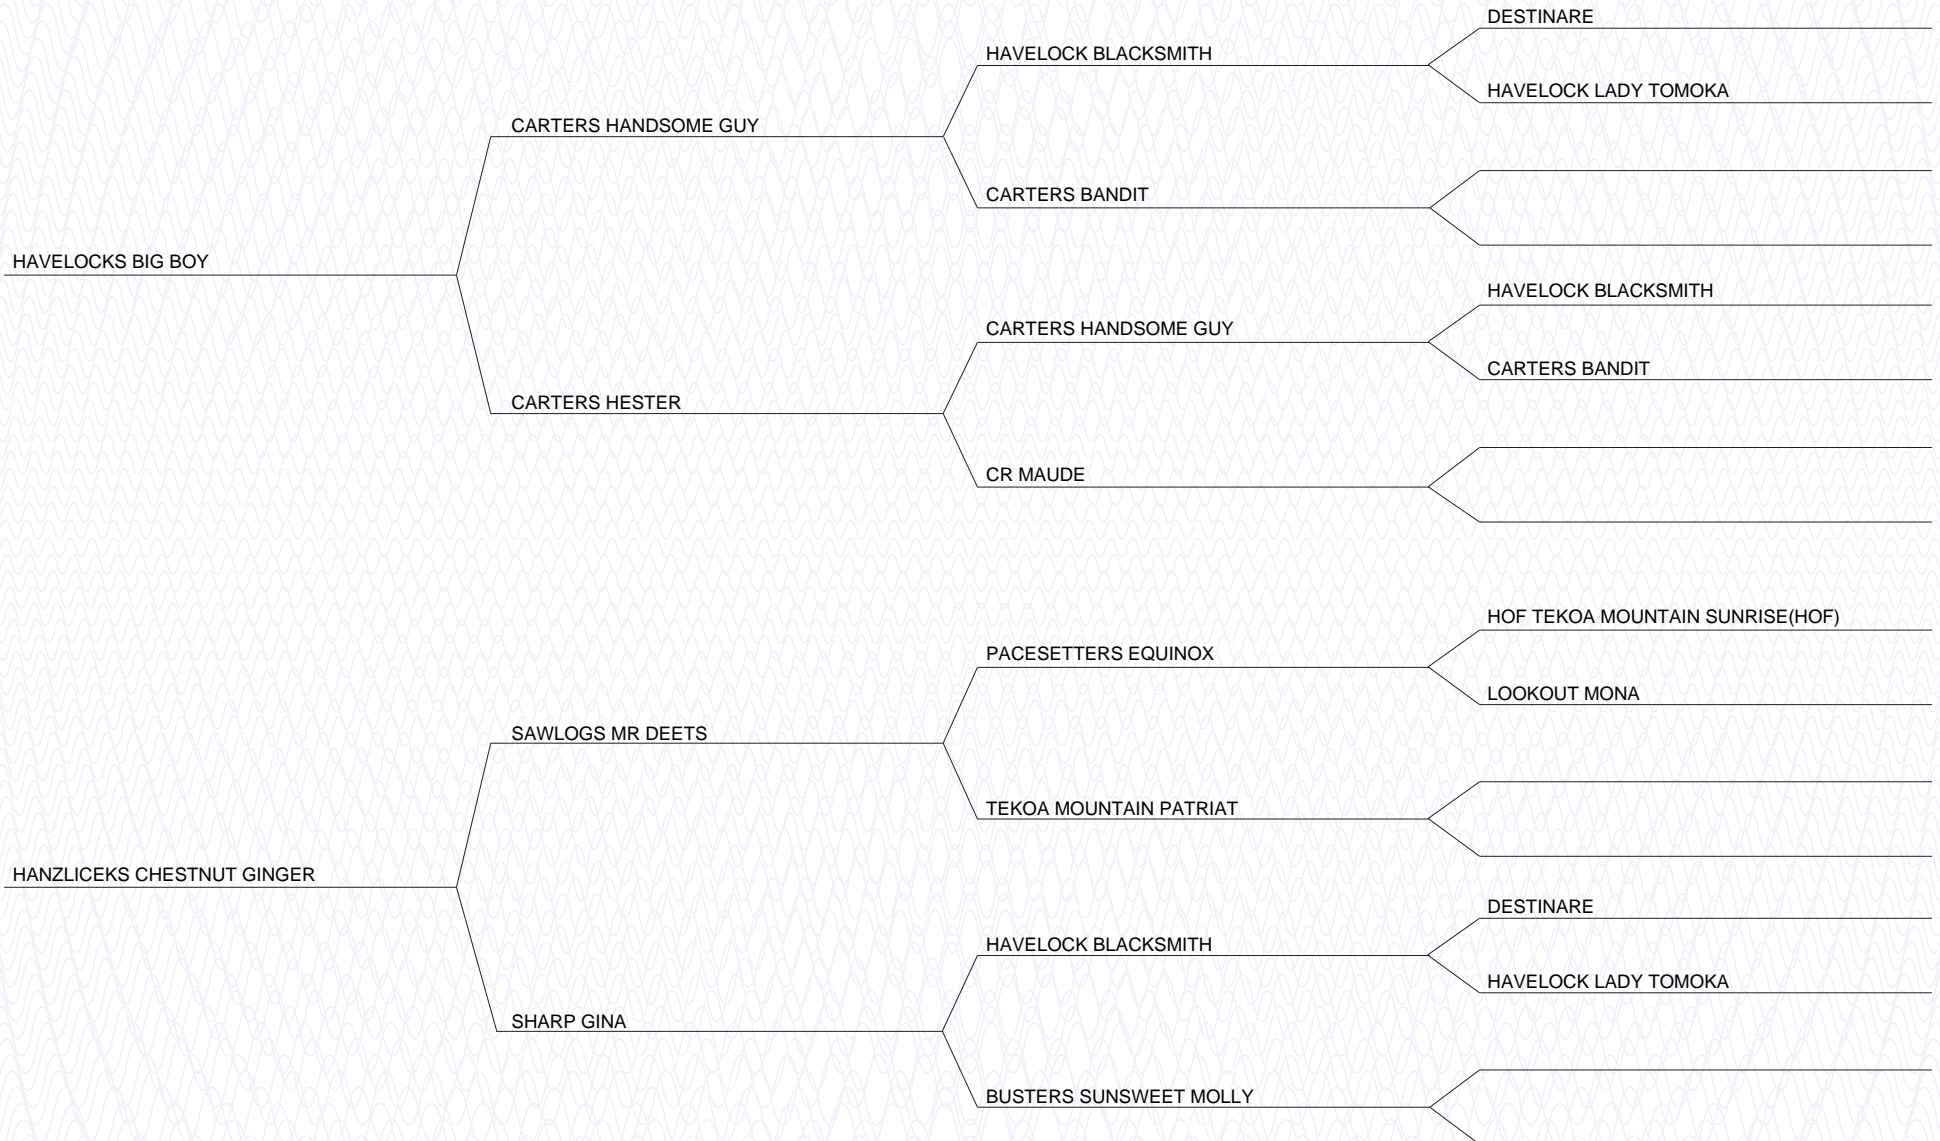 DESTINARE
HAVELOCK BLACKSMITH
HAVELOCK LADY TOMOKA
CARTERS HANDSOME GUY
CARTERS BANDIT
HAVELOCKS BIG BOY
HAVELOCK BLACKSMITH
CARTERS HANDSOME GUY
CARTERS BANDIT
CARTERS HESTER
CR MAUDE
HOF TEKOA MOUNTAIN SUNRISE(HOF)
PACESETTERS EQUINOX
LOOKOUT MONA
SAWLOGS MR DEETS
TEKOA MOUNTAIN PATRIAT
HANZLICEKS CHESTNUT GINGER
DESTINARE
HAVELOCK BLACKSMITH
HAVELOCK LADY TOMOKA
SHARP GINA
BUSTERS SUNSWEET MOLLY